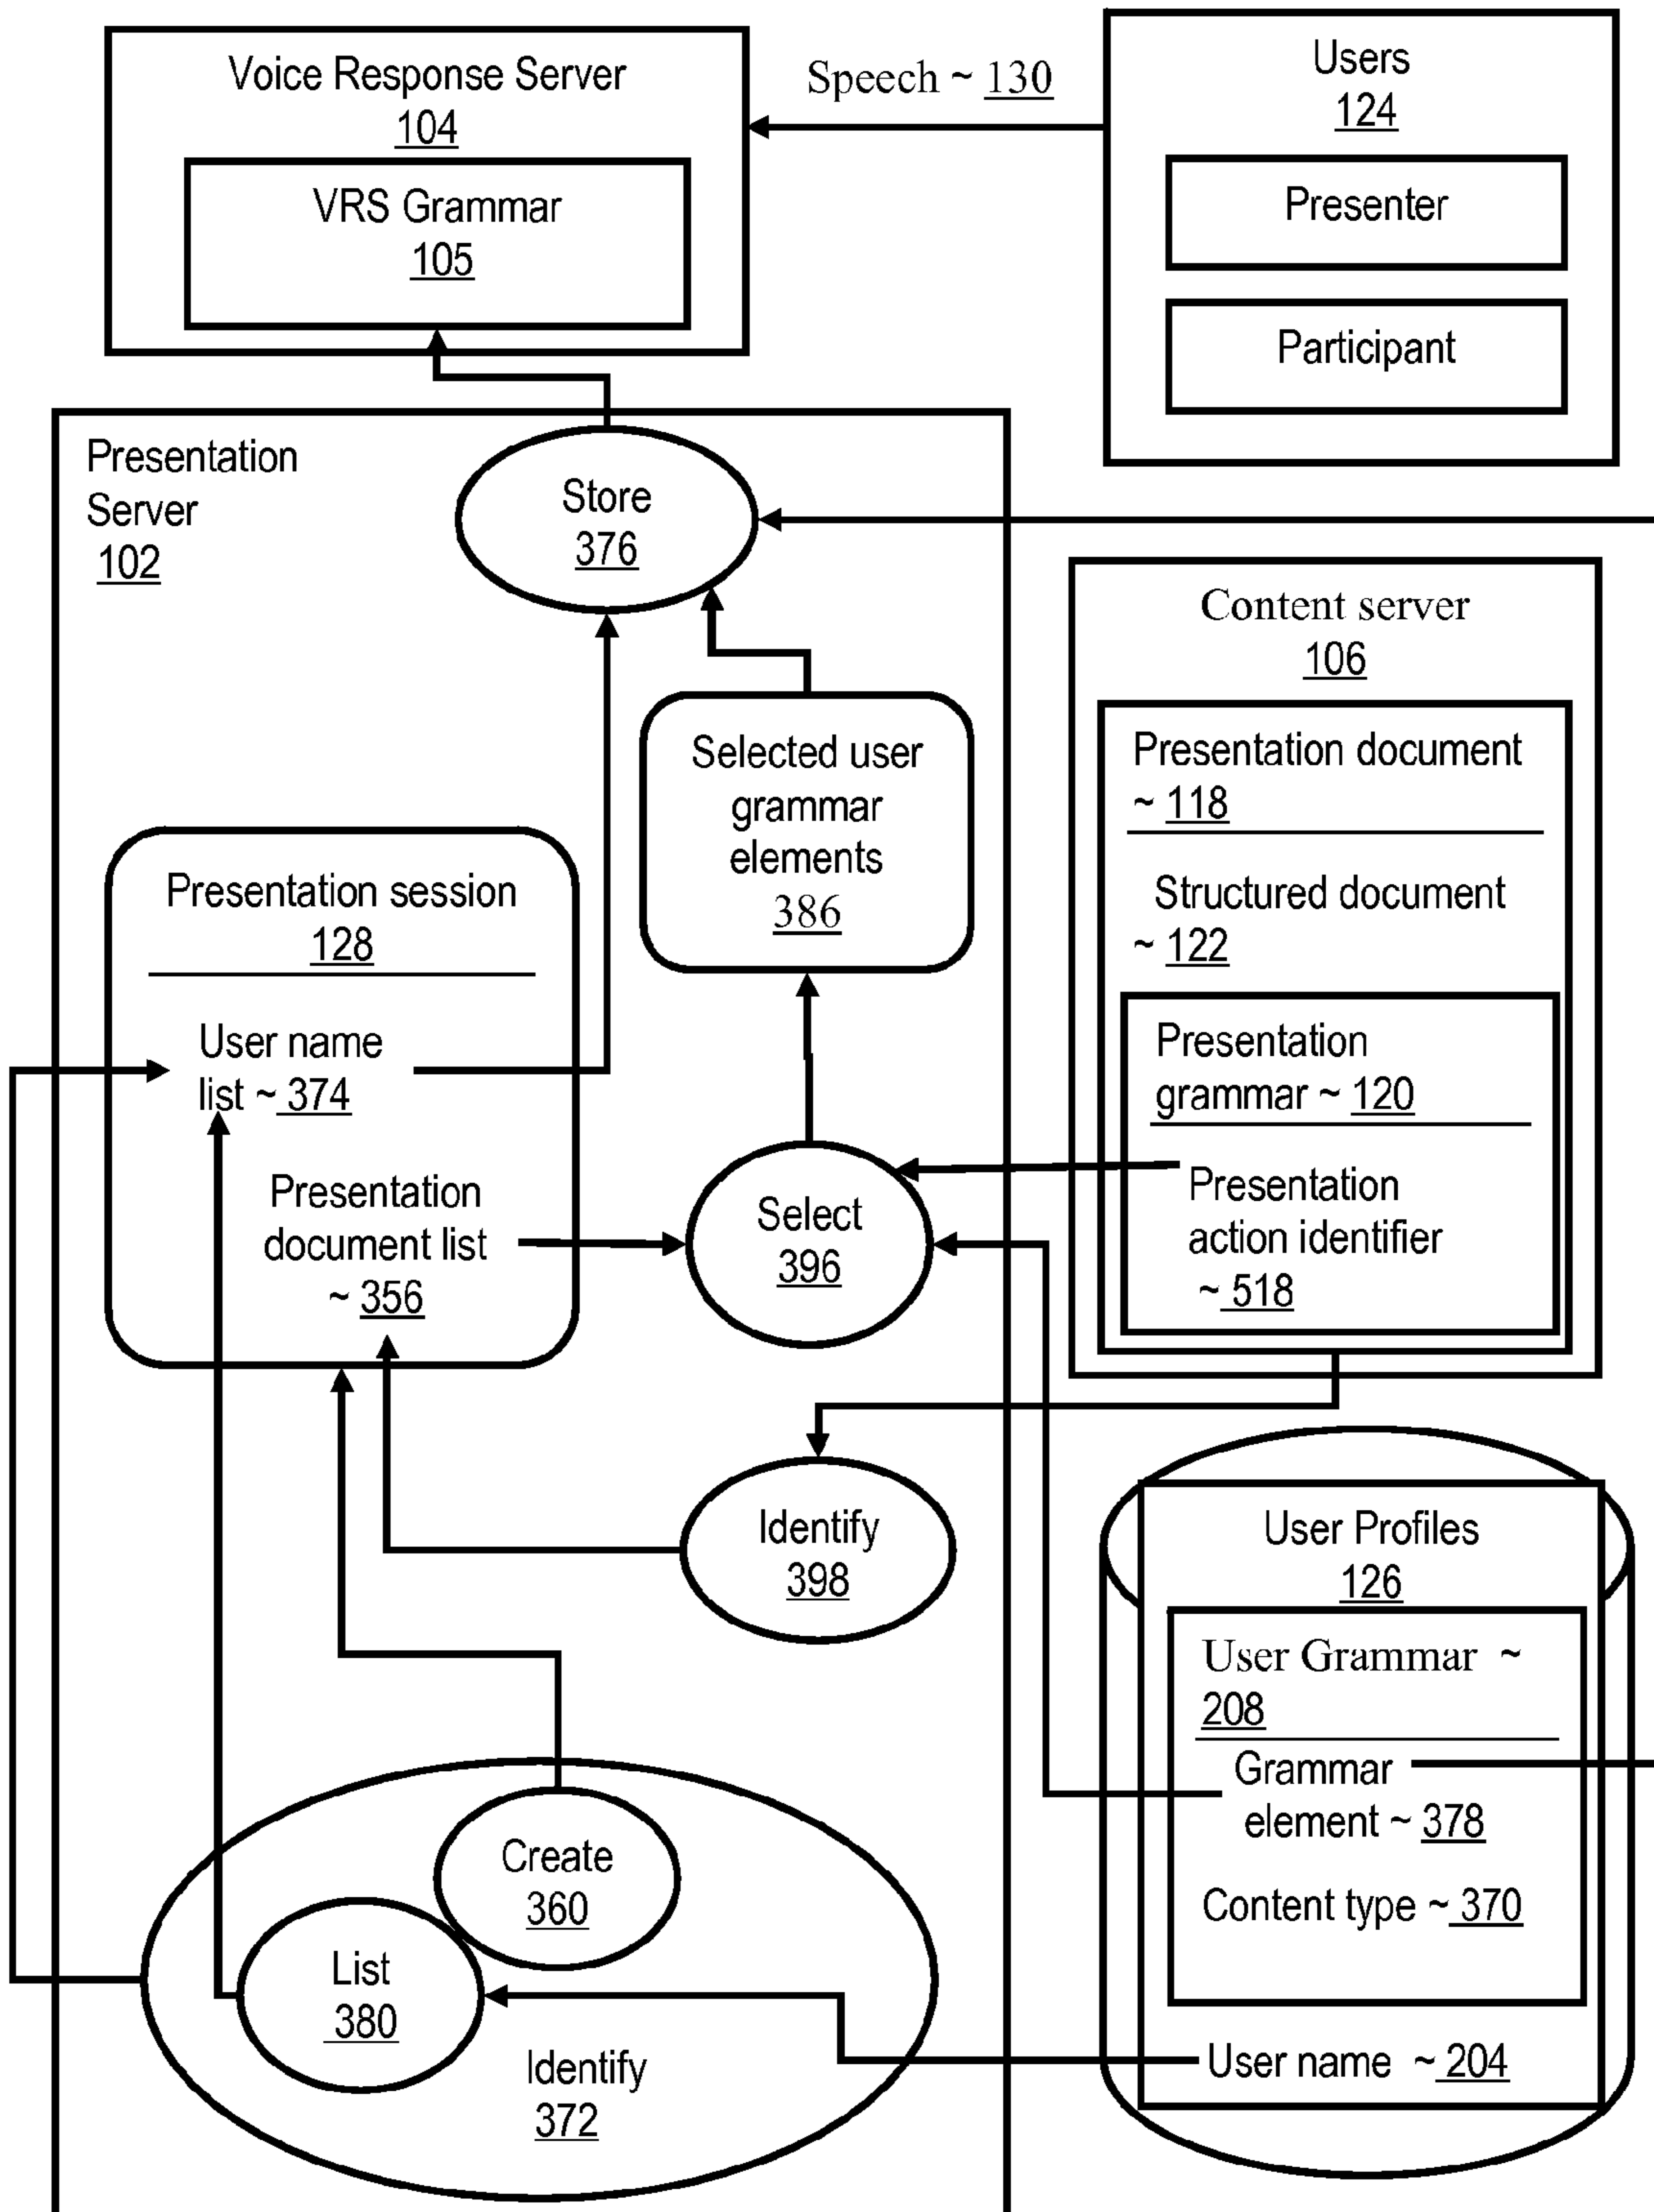 Voice Response Server
104
VRS Grammar
105
Speech ~ 130
Users
124
Presenter
Participant
Presentation
Server
102
Store
376
Content server
106
Presentation document
~ 118
Structured document
~ 122
Presentation
grammar ~ 120
Presentation
action identifier
~ 518
Selected user
grammar
elements
386
Presentation session
128
User name
list ~ 374
Presentation
document list
~ 356
Select
396
Identify
398
User Profiles
126
User Grammar ~
208
Grammar
element ~ 378
Content type ~ 370
User name ~ 204
Create
360
List
380
Identify
372